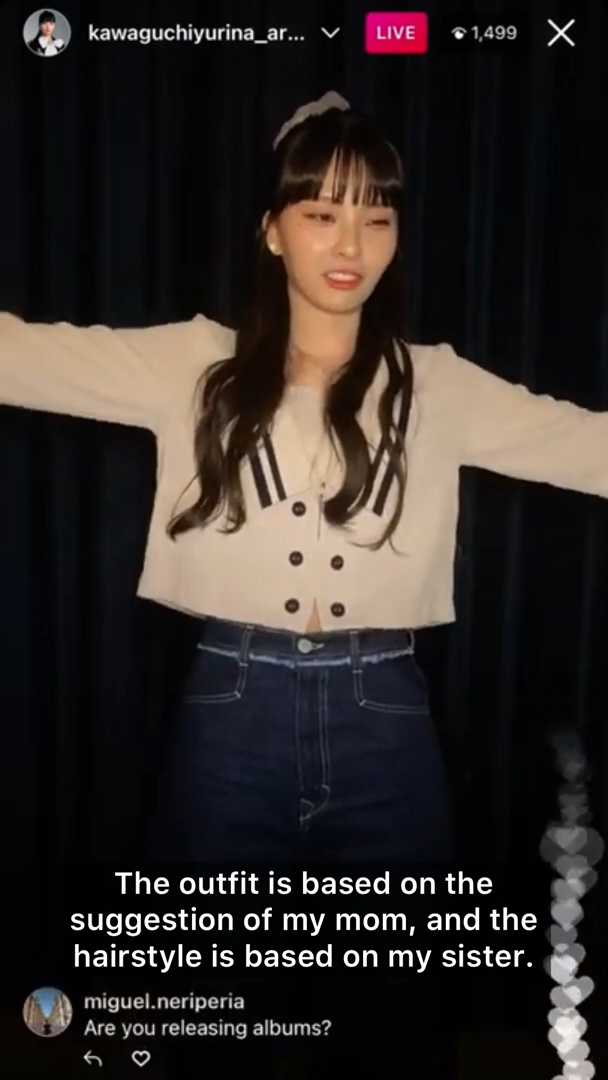 kawaguchiyurina_ar...
LIVE
1,499
The outfit is based on the
suggestion of my mom, and the
hairstyle is based on my sister.
miguel.neriperia
Are you releasing albums?